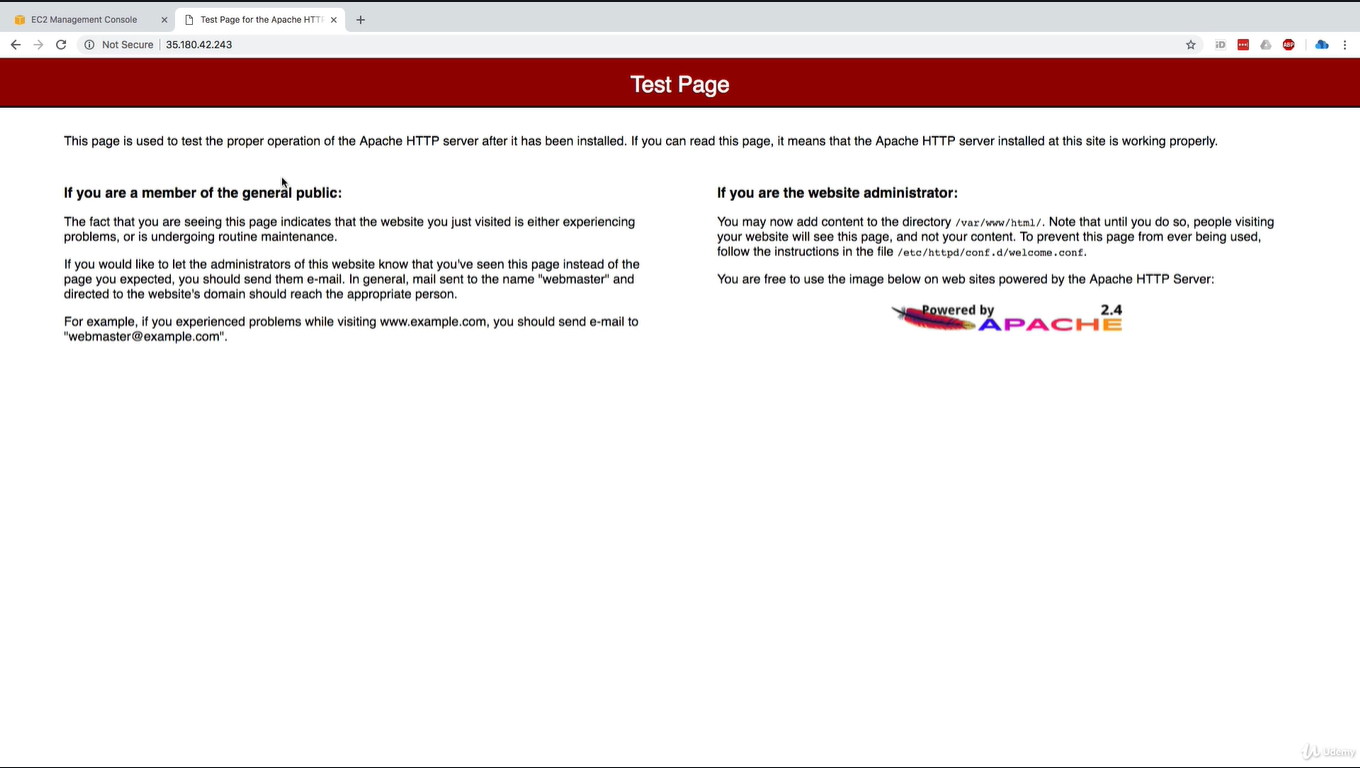 EC2 Management Console
Test Page for the Apache HTT
Not Secure
35.180.42.243
iD
ABP
Test Page
This page is used to test the proper operation of the Apache HTTP server after it has been installed. If you can read this page, it means that the Apache HTTP server installed at this site is working properly.
If you are a member of the general public:
The fact that you are seeing this page indicates that the website you just visited is either experiencing
problems, or is undergoing routine maintenance.
If you would like to let the administrators of this website know that you've seen this page instead of the
page you expected, you should send them e-mail. In general, mail sent to the name "webmaster" and
directed to the website's domain should reach the appropriate person.
For example, if you experienced problems while visiting www.example.com, you should send e-mail to
"webmaster@example.com".
If you are the website administrator:
You may now add content to the directory /var/www/html/. Note that until you do so, people visiting
your website will see this page, and not your content. To prevent this page from ever being used,
follow the instructions in the file /etc/httpd/conf.d/welcome.conf.
You are free to use the image below on web sites powered by the Apache HTTP Server:
Powered by 2.4
APACHE
Udemy